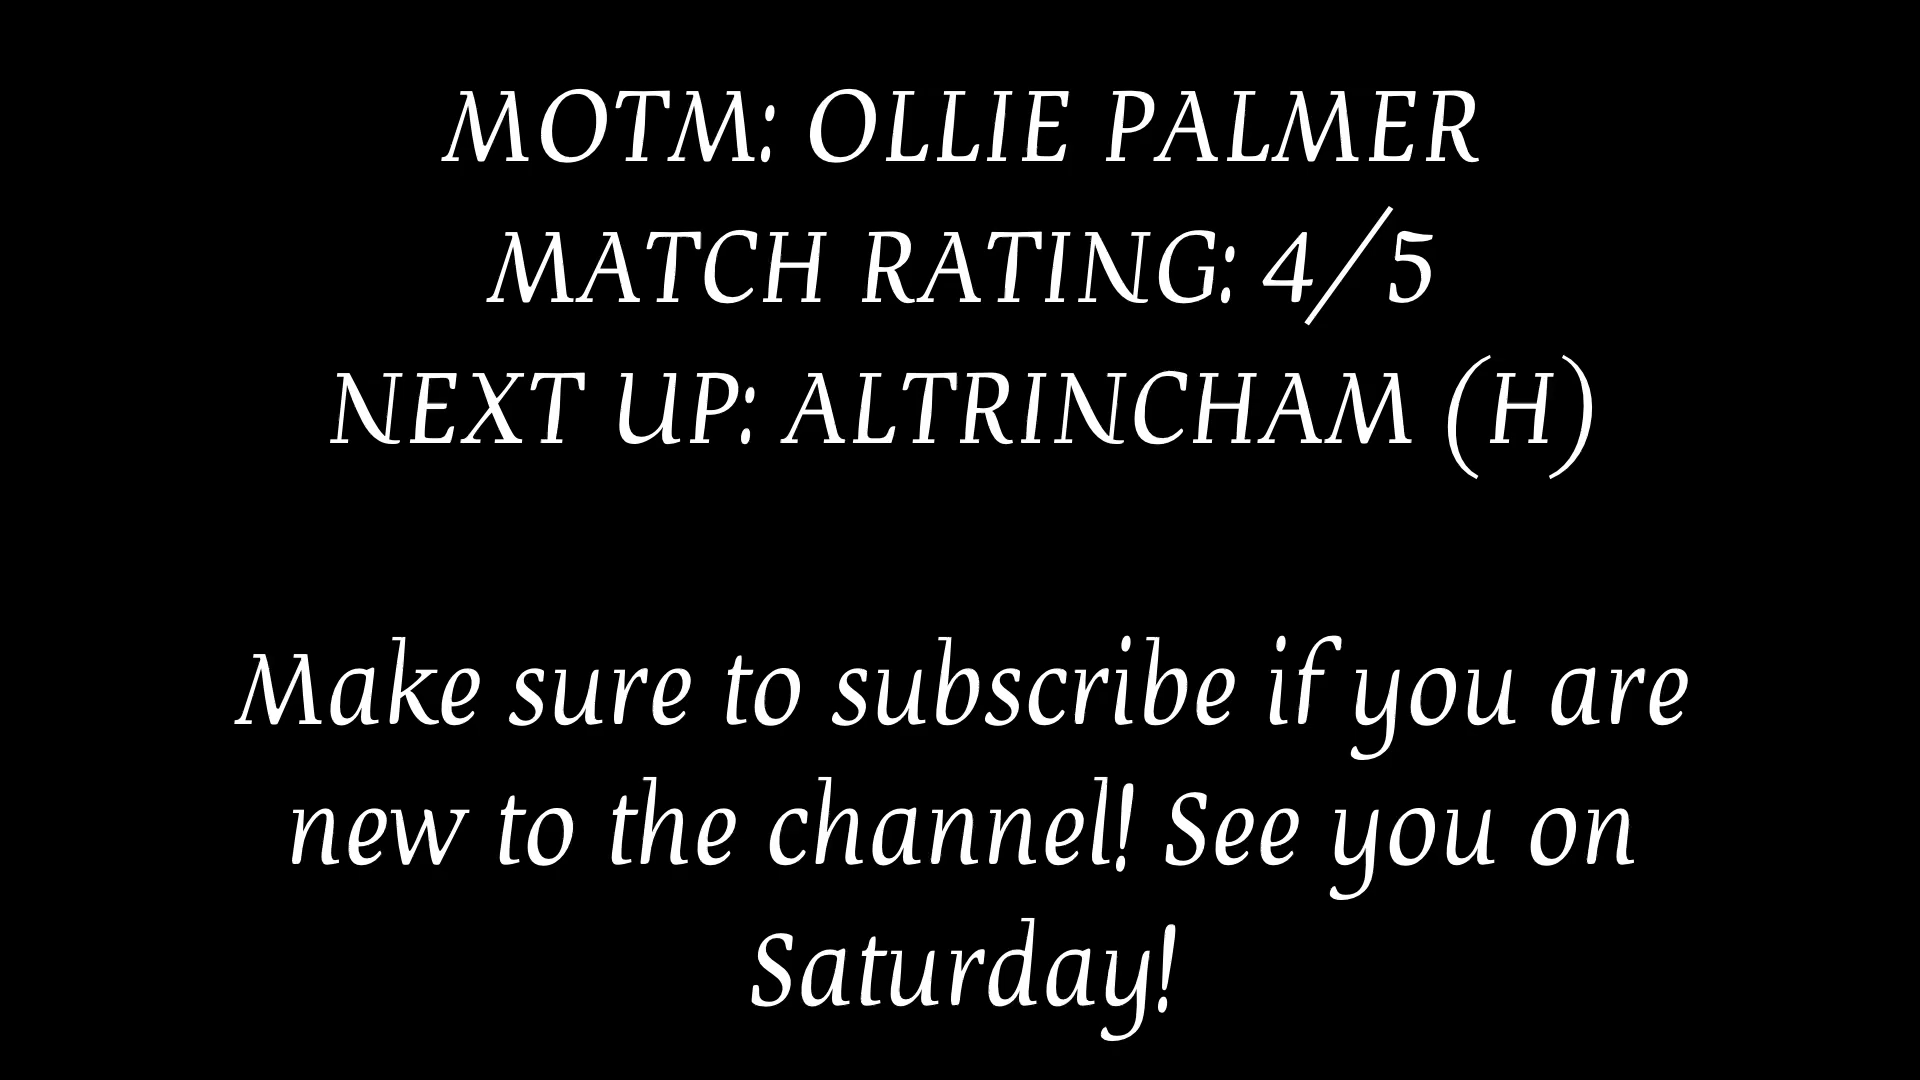 MOTM: OLLIE PALMER
MATCH RATING: 4/5
NEXT UP: ALTRINCHAM (H)
Make sure to subscribe if you are
new to the channel! See you on
Saturday!